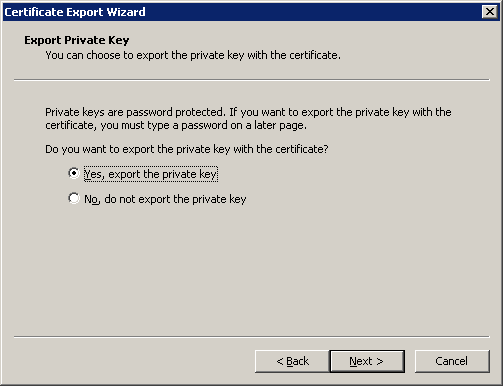 Certificate Export Wizard
Export Private Key
You can choose to export the private key with the certificate.
Private keys are password protected. If you want to export the private key with the
certificate, you must type a password on a later page.
Do you want to export the private key with the certificate?
Yes, export the private key
No, do not export the private key
< Back
Next >
Cancel